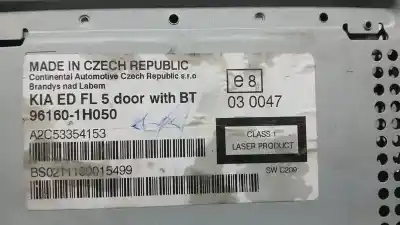 MADE IN CZECH REPUBLIC
Continental Automotive Czech Republic s.r.o
Brandys nad Labem
KIA ED FL 5 door with BT
96160-1H050
A2C53354153
e8
03 0047
CLASS 1
LASER PRODUCT
SW C209